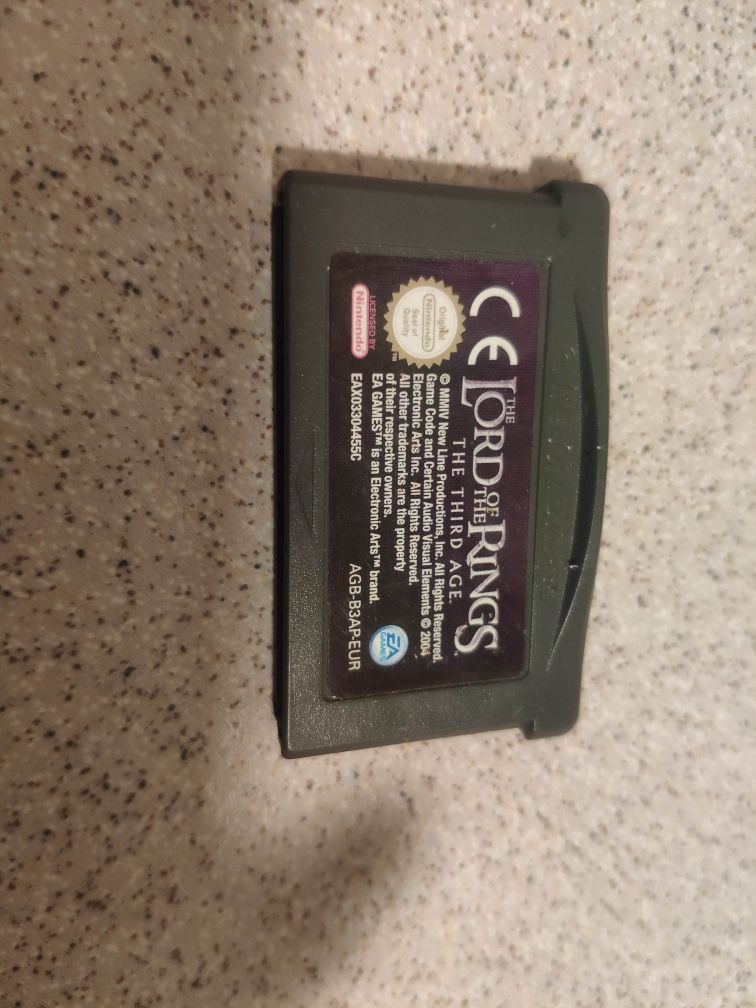 CE
THE
LORD OF THE RINGS
THE THIRD AGE
Original
Nintendo
Seal of
Quality
TM
© MMIV New Line Productions, Inc. All Rights Reserved.
Game Code and Certain Audio Visual Elements © 2004
Electronic Arts Inc. All Rights Reserved.
All other trademarks are the property
of their respective owners.
EA GAMES™ is an Electronic Arts™ brand.
LICENSED BY
Nintendo
EAX03304455C
AGB-B3AP-EUR
EA
GAMES